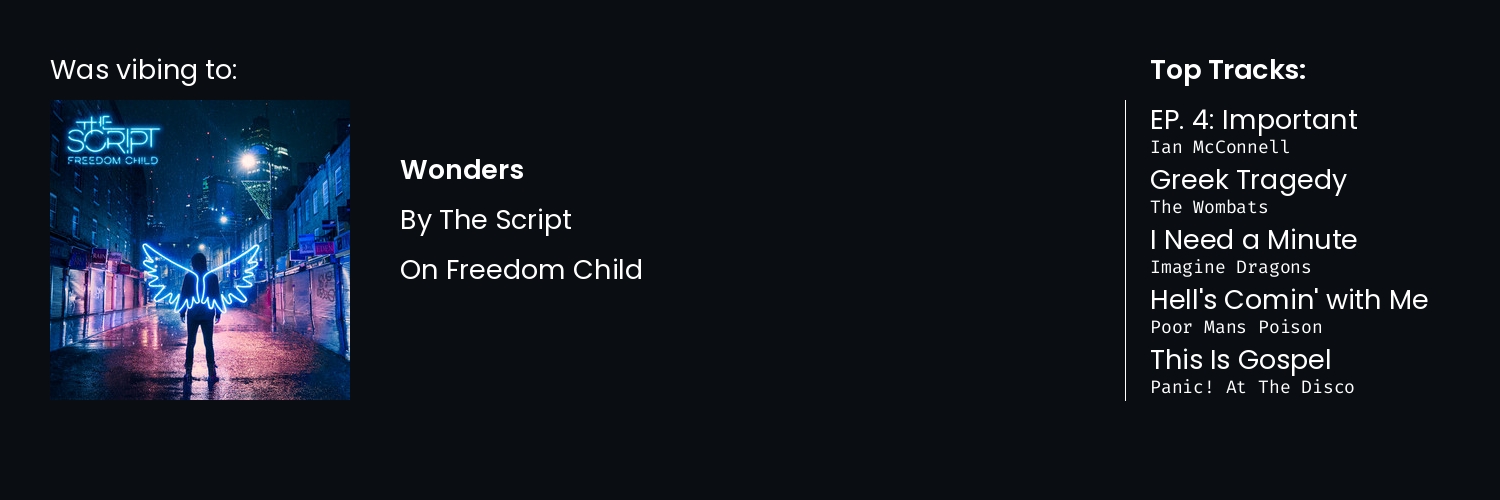 Was vibing to:
THE
SCRIPT
FREEDOM CHILD
Wonders
By The Script
On Freedom Child
Top Tracks:
EP. 4: Important
Ian McConnell
Greek Tragedy
The Wombats
I Need a Minute
Imagine Dragons
Hell's Comin' with Me
Poor Mans Poison
This Is Gospel
Panic! At The Disco